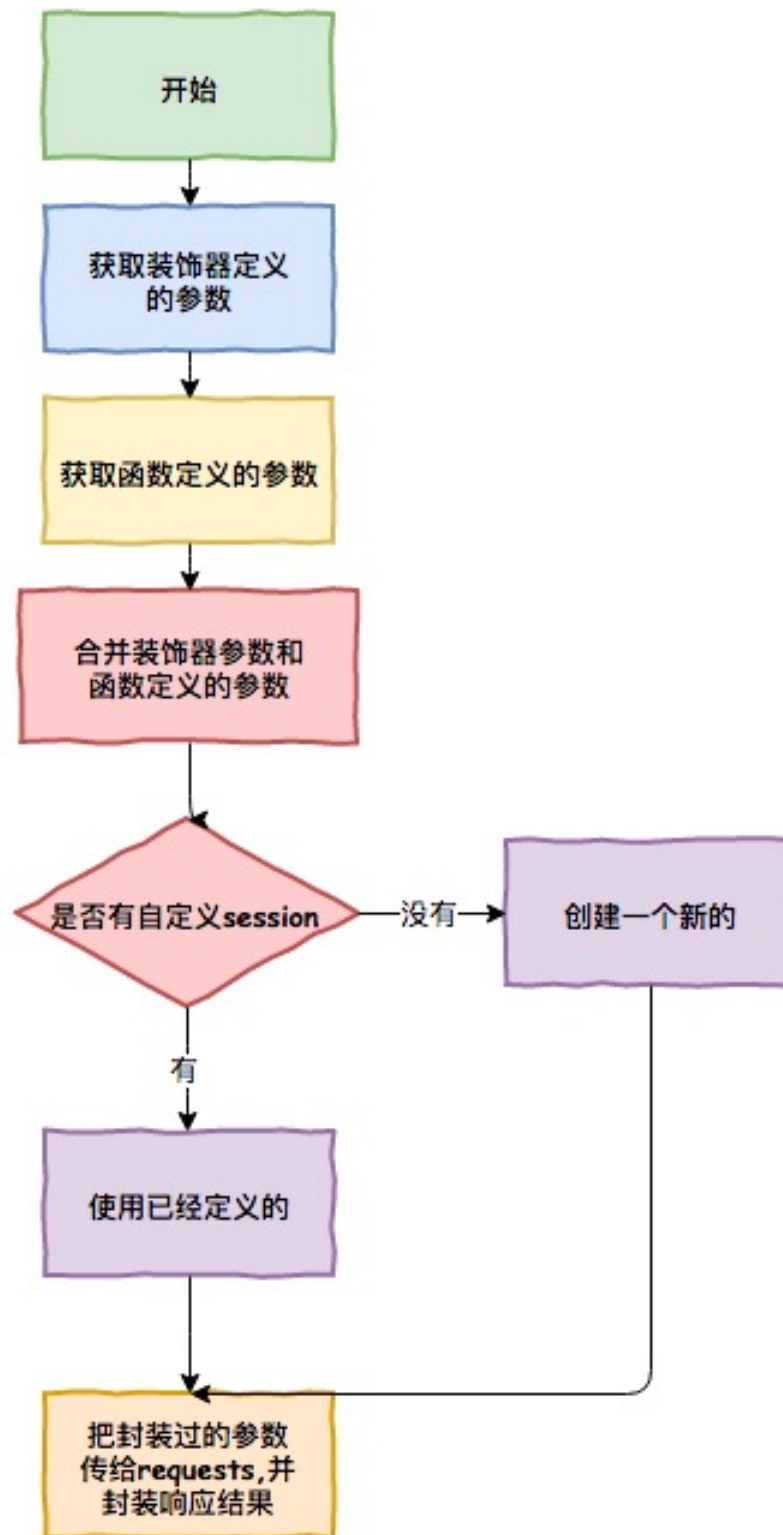 开始
获取装饰器定义
的参数
获取函数定义的参数
合并装饰器参数和
函数定义的参数
是否有自定义session
没有
创建一个新的
有
使用已经定义的
把封装过的参数
传给requests,并
封装响应结果